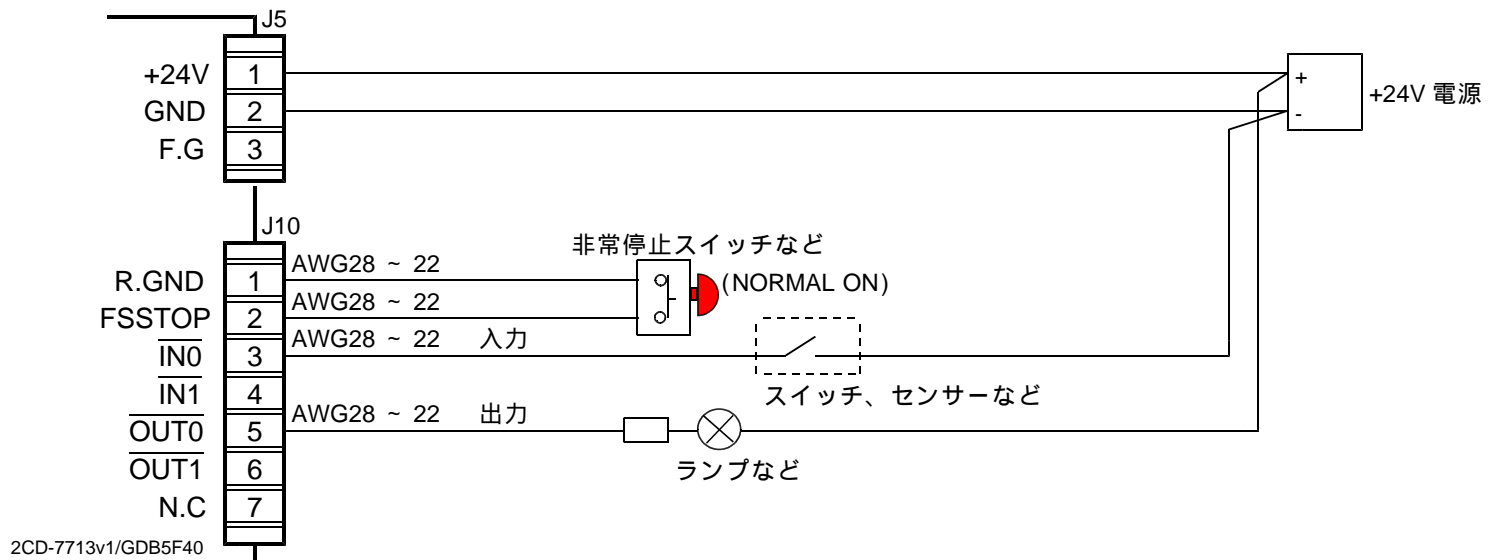 J5
+24V 1
GND 2
F.G 3
+
-
+24V 電源
J10
非常停止スイッチなど
(NORMAL ON)
R.GND 1 AWG28 ~ 22
FSSTOP 2 AWG28 ~ 22
IN0 3 AWG28 ~ 22 入力
スイッチ、センサーなど
IN1 4
OUT0 5 AWG28 ~ 22 出力
ランプなど
OUT1 6
N.C 7
2CD-7713v1/GDB5F40